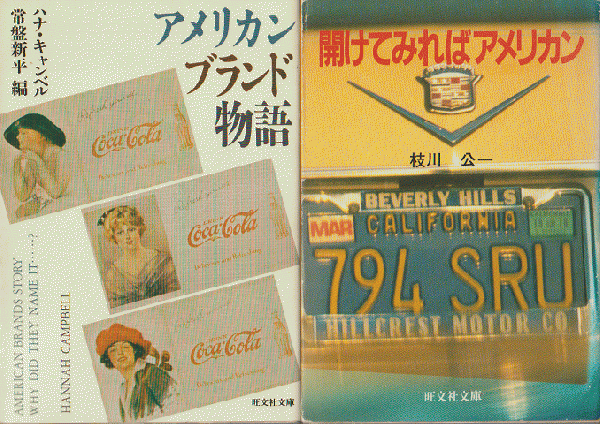 アメリカン
ブランド
物語
ハナ・キャンベル
常盤新平 編
Coca-Cola
Coca-Cola
Coca-Cola
AMERICAN BRANDS STORY
WHY DID THEY NAME IT……?
HANNAH CAMPBELL
旺文社文庫
開けてみればアメリカン
枝川 公一
BEVERLY HILLS
MAR CALIFORNIA
794 SRU
HILLCREST MOTOR CO
旺文社文庫